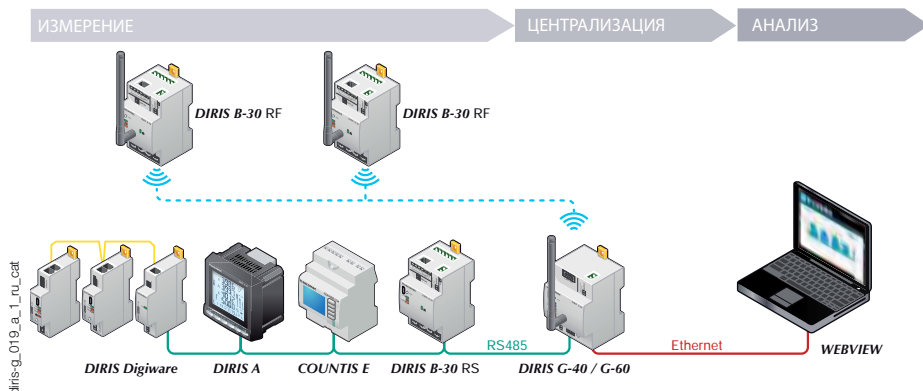 ИЗМЕРЕНИЕ
ЦЕНТРАЛИЗАЦИЯ
АНАЛИЗ
DIRIS B-30 RF
DIRIS B-30 RF
RS485
Ethernet
DIRIS Digiware
DIRIS A
COUNTIS E
DIRIS B-30 RS
DIRIS G-40 / G-60
WEBVIEW
diris-g_019_a_1_ru_cat